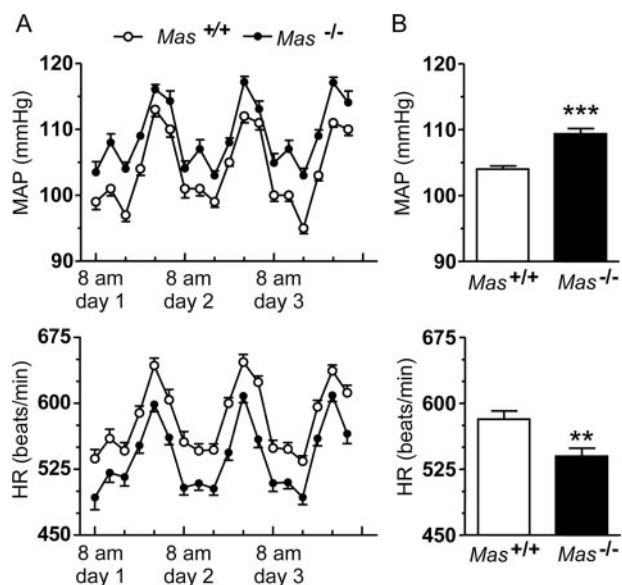 A
Mas +/+ Mas -/-
B
MAP (mmHg)
120
110
100
90
8 am 8 am 8 am
day 1 day 2 day 3
MAP (mmHg)
120
110
100
90
***
Mas+/+ Mas-/-
HR (beats/min)
675
600
525
450
8 am 8 am 8 am
day 1 day 2 day 3
HR (beats/min)
675
600
525
450
**
Mas+/+ Mas-/-